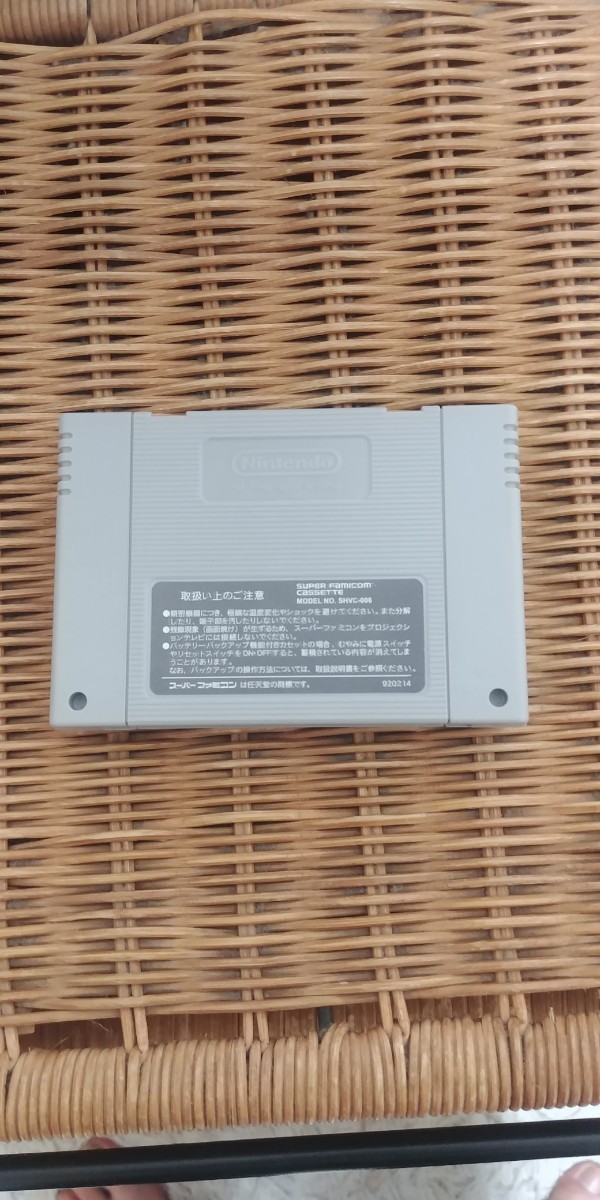 Nintendo
取扱い上のご注意
SUPER FAMICOM
CASSETTE
MODEL NO. SHVC-006
●精密機器につき、極端な温度変化やショックを避けてください。また分解
したり、端子部を汚したりしないでください。
●残像現象（画面焼け）が生ずるため、スーパーファミコンをプロジェクシ
ョンテレビには接続しないでください。
●バッテリーバックアップ機能付きカセットの場合、むやみに電源スイッチ
やリセットスイッチをON・OFFすると、蓄積されている内容が消えてしま
うことがあります。
なお、バックアップの操作方法については、取扱説明書をご参照ください。
スーパーファミコンは任天堂の商標です。
920214